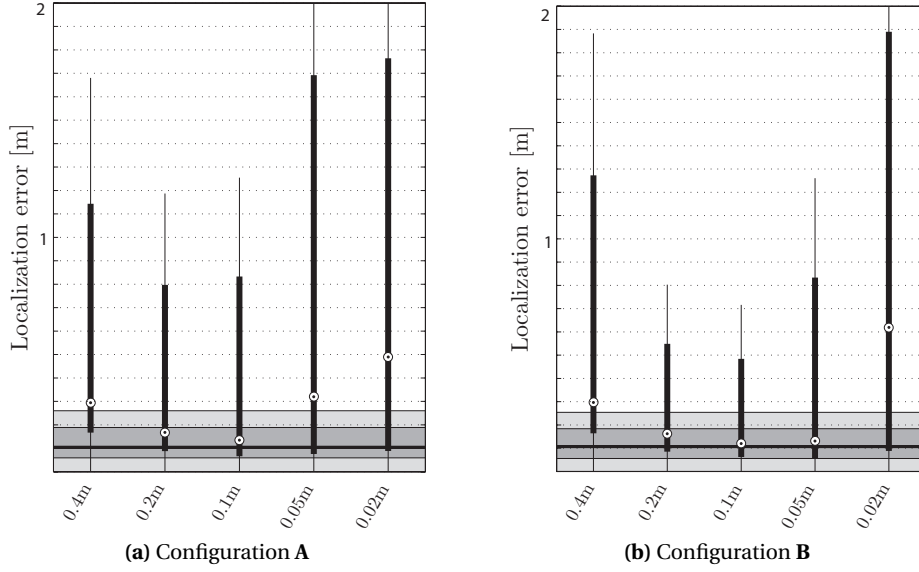 2
1
Localization error [m]
0.4m
0.2m
0.1m
0.05m
0.02m
(a) Configuration A
2
1
Localization error [m]
0.4m
0.2m
0.1m
0.05m
0.02m
(b) Configuration B